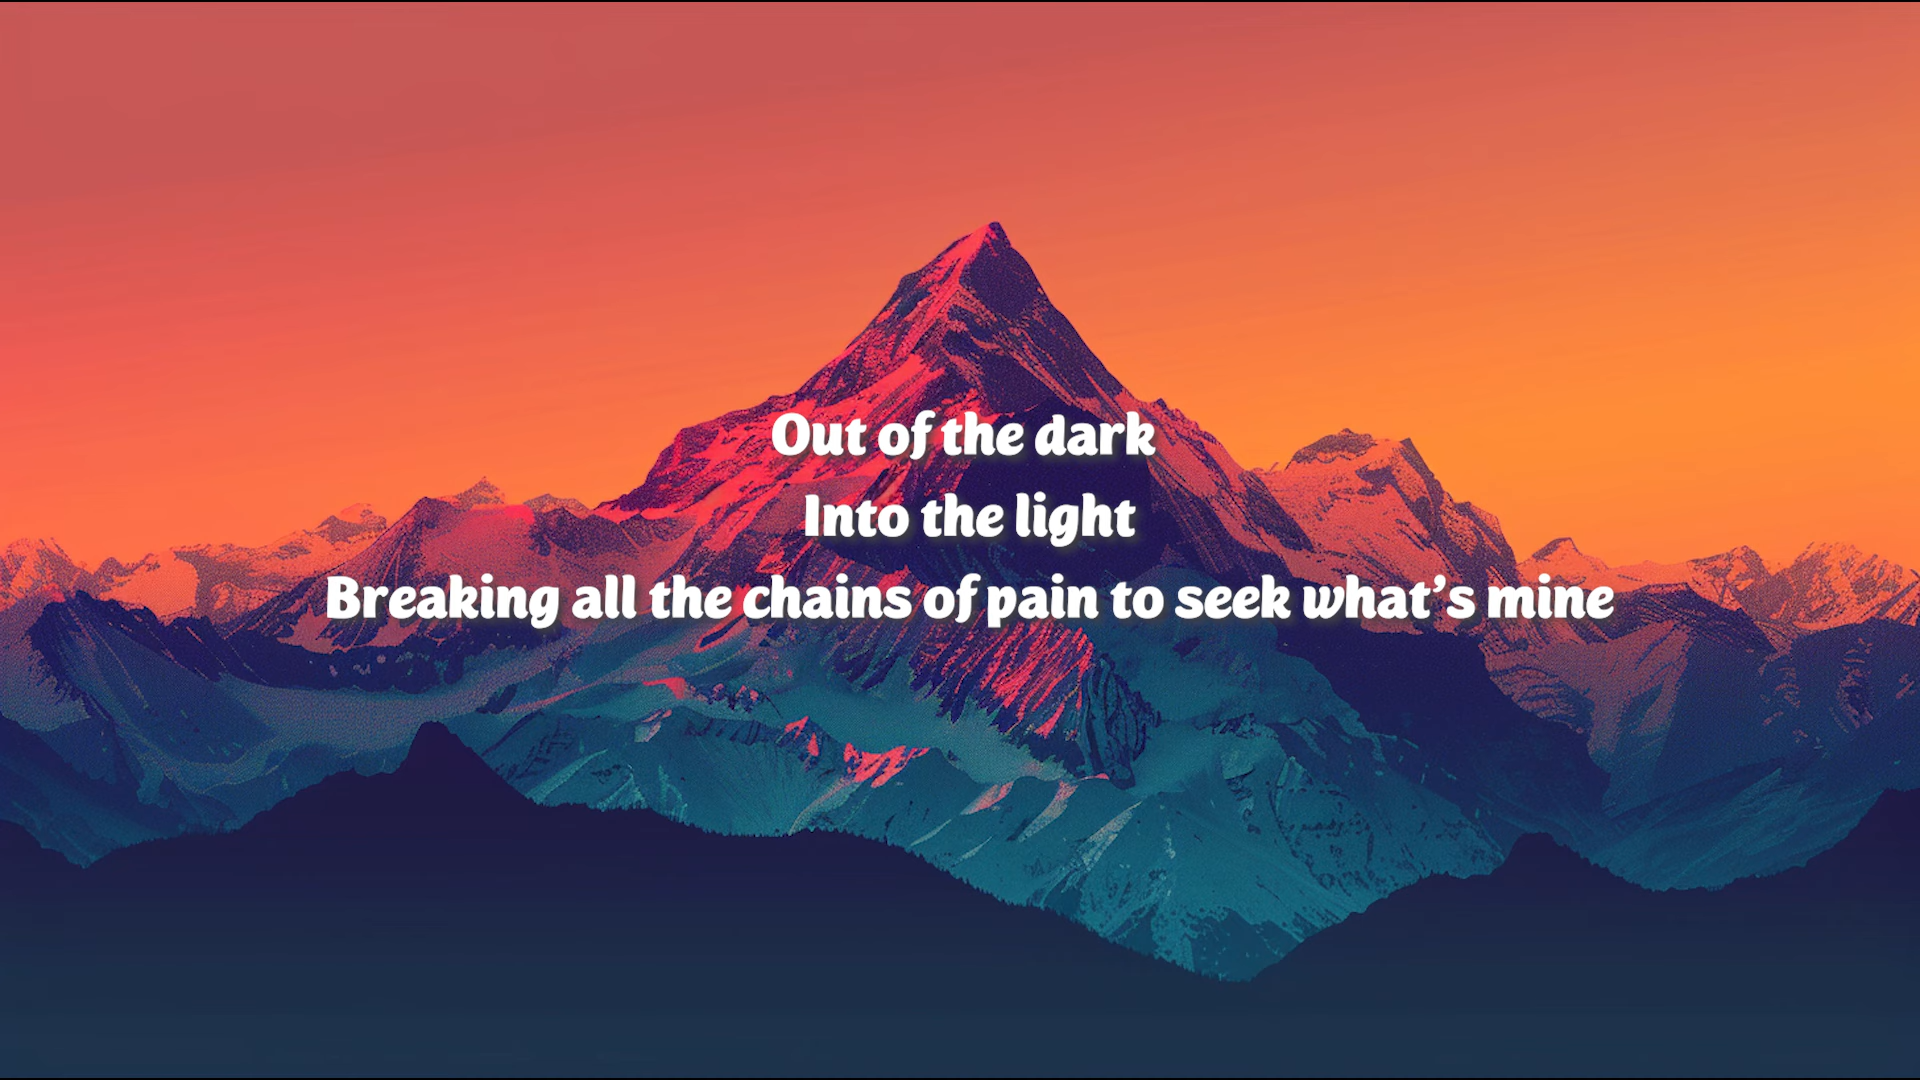 Out of the dark
Into the light
Breaking all the chains of pain to seek what’s mine